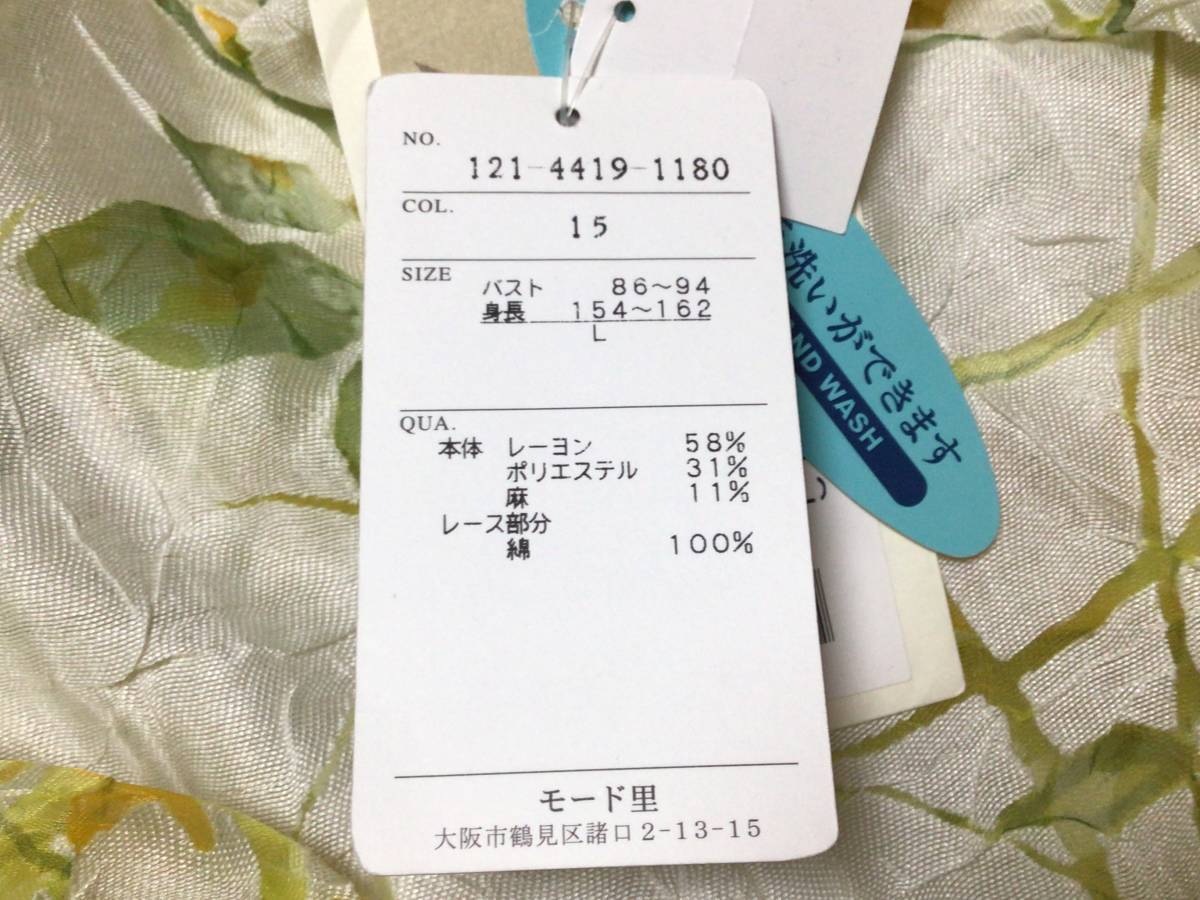 NO.
121-4419-1180
COL.
15
SIZE
バスト 86～94
身長 154～162
L
QUA.
本体 レーヨン 58%
ポリエステル 31%
麻 11%
レース部分
綿 100%
モード里
大阪市鶴見区諸口2-13-15
洗いができます
WASH